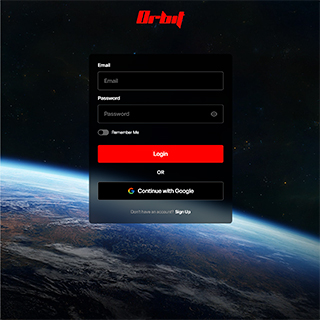 Orbit
Email
Email
Password
Password
Remember Me
Login
OR
Continue with Google
Don't have an account? Sign Up